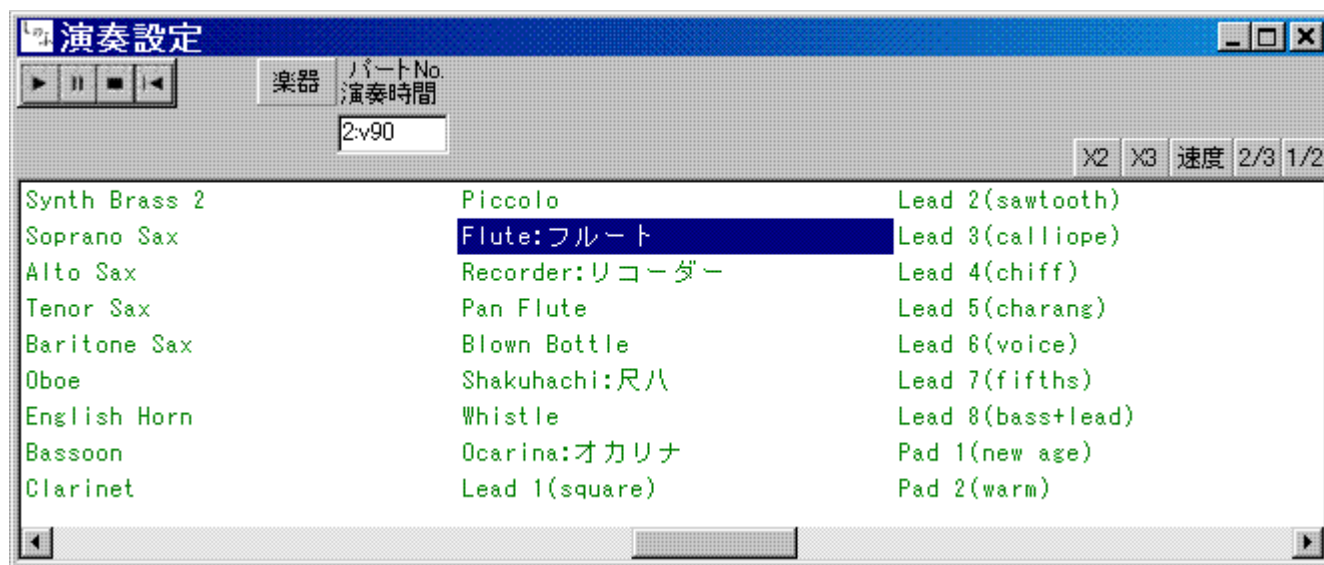 演奏設定
楽器
パートNo.
演奏時間
2:v90
X2 X3 速度 2/3 1/2
Synth Brass 2
Soprano Sax
Alto Sax
Tenor Sax
Baritone Sax
Oboe
English Horn
Bassoon
Clarinet
Piccolo
Flute:フルート
Recorder:リコーダー
Pan Flute
Blown Bottle
Shakuhachi:尺八
Whistle
Ocarina:オカリナ
Lead 1(square)
Lead 2(sawtooth)
Lead 3(calliope)
Lead 4(chiff)
Lead 5(charang)
Lead 6(voice)
Lead 7(fifths)
Lead 8(bass+lead)
Pad 1(new age)
Pad 2(warm)